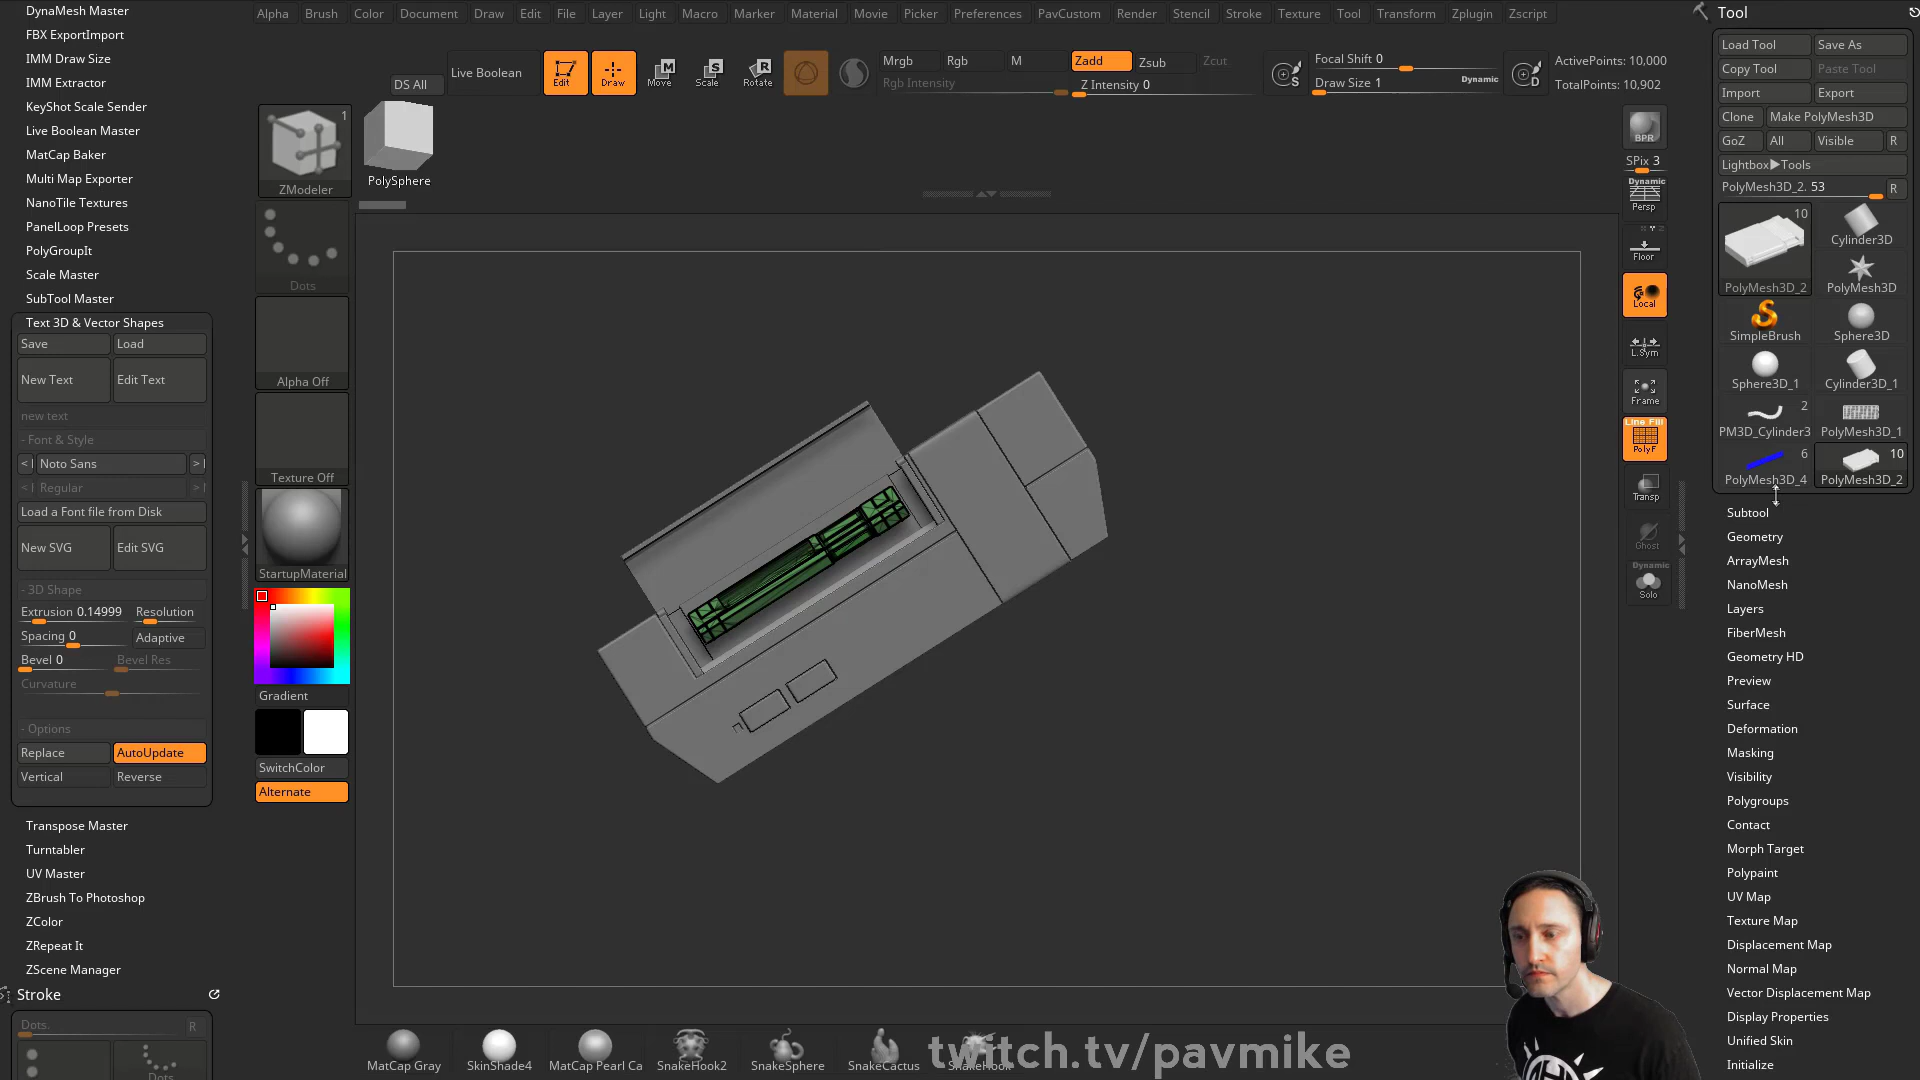 DynaMesh Master
FBX ExportImport
IMM Draw Size
IMM Extractor
KeyShot Scale Sender
Live Boolean Master
MatCap Baker
Multi Map Exporter
NanoTile Textures
PanelLoop Presets
PolyGroupIt
Scale Master
SubTool Master
Text 3D & Vector Shapes
Save Load
New Text Edit Text
new text
- Font & Style
< Noto Sans >
< Regular >
Load a Font file from Disk
New SVG Edit SVG
- 3D Shape
Extrusion 0.14999 Resolution
Spacing 0 Adaptive
Bevel 0 Bevel Res
Curvature
- Options
Replace AutoUpdate
Vertical Reverse
Transpose Master
Turntabler
UV Master
ZBrush To Photoshop
ZColor
ZRepeat It
ZScene Manager
Stroke
Dots. R
Dots
Alpha Brush Color Document Draw Edit File Layer Light Macro Marker Material Movie Picker Preferences PavCustom Render Stencil Stroke Texture Tool Transform Zplugin Zscript
DS All
Live Boolean
Edit
Draw
M
Move
S
Scale
R
Rotate
Mrgb Rgb M Zadd Zsub Zcut
Rgb Intensity Z Intensity 0
S
Focal Shift 0
Draw Size 1 Dynamic
D
ActivePoints: 10,000
TotalPoints: 10,902
1
ZModeler
PolySphere
Dots
Alpha Off
Texture Off
StartupMaterial
Gradient
SwitchColor
Alternate
BPR
SPix 3
Dynamic
Persp
Floor
Local
L.Sym
Frame
Line Fill
PolyF
Transp
Ghost
Dynamic
Solo
Tool
Load Tool Save As
Copy Tool Paste Tool
Import Export
Clone Make PolyMesh3D
GoZ All Visible R
Lightbox▶Tools
PolyMesh3D_2. 53 R
10
PolyMesh3D_2
Cylinder3D
PolyMesh3D
SimpleBrush Sphere3D
Sphere3D_1 Cylinder3D_1
2
PM3D_Cylinder3 PolyMesh3D_1
6 10
PolyMesh3D_4 PolyMesh3D_2
Subtool
Geometry
ArrayMesh
NanoMesh
Layers
FiberMesh
Geometry HD
Preview
Surface
Deformation
Masking
Visibility
Polygroups
Contact
Morph Target
Polypaint
UV Map
Texture Map
Displacement Map
Normal Map
Vector Displacement Map
Display Properties
Unified Skin
Initialize
MatCap Gray SkinShade4 MatCap Pearl Ca SnakeHook2 SnakeSphere SnakeCactus
twitch.tv/pavmike